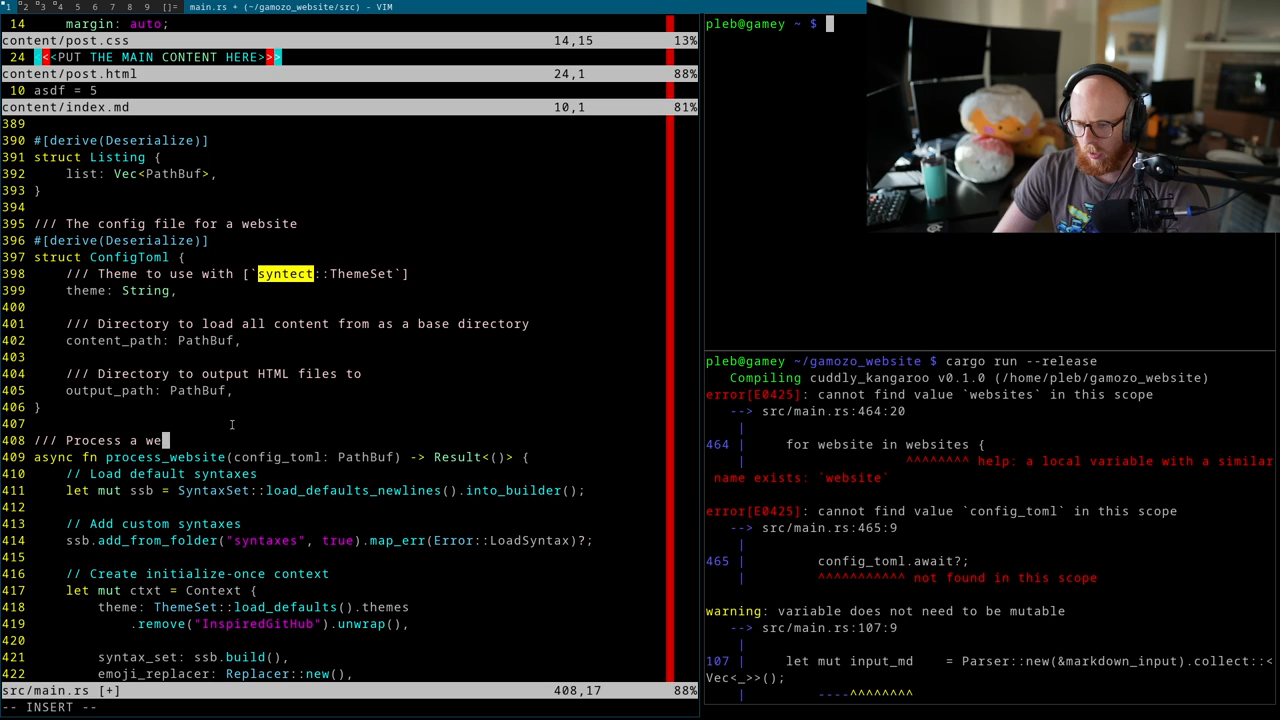 1 2 3 4 5 6 7 8 9 []= main.rs + (~/gamozo_website/src) - VIM
14 margin: auto;
content/post.css 14,15 13%
24 <<<PUT THE MAIN CONTENT HERE>>>
content/post.html 24,1 88%
10 asdf = 5
content/index.md 10,1 81%
389
390 #[derive(Deserialize)]
391 struct Listing {
392 list: Vec<PathBuf>,
393 }
394
395 /// The config file for a website
396 #[derive(Deserialize)]
397 struct ConfigToml {
398 /// Theme to use with [`syntect::ThemeSet`]
399 theme: String,
400
401 /// Directory to load all content from as a base directory
402 content_path: PathBuf,
403
404 /// Directory to output HTML files to
405 output_path: PathBuf,
406 }
407
408 /// Process a we
409 async fn process_website(config_toml: PathBuf) -> Result<()> {
410 // Load default syntaxes
411 let mut ssb = SyntaxSet::load_defaults_newlines().into_builder();
412
413 // Add custom syntaxes
414 ssb.add_from_folder("syntaxes", true).map_err(Error::LoadSyntax)?;
415
416 // Create initialize-once context
417 let mut ctxt = Context {
418 theme: ThemeSet::load_defaults().themes
419 .remove("InspiredGitHub").unwrap(),
420
421 syntax_set: ssb.build(),
422 emoji_replacer: Replacer::new(),
src/main.rs [+] 408,17 88%
-- INSERT --
pleb@gamey ~ $
pleb@gamey ~/gamozo_website $ cargo run --release
Compiling cuddly_kangaroo v0.1.0 (/home/pleb/gamozo_website)
error[E0425]: cannot find value `websites` in this scope
--> src/main.rs:464:20
|
464 | for website in websites {
| ^^^^^^^^ help: a local variable with a similar
name exists: `website`
error[E0425]: cannot find value `config_toml` in this scope
--> src/main.rs:465:9
|
465 | config_toml.await?;
| ^^^^^^^^^^^ not found in this scope
warning: variable does not need to be mutable
--> src/main.rs:107:9
|
107 | let mut input_md = Parser::new(&markdown_input).collect::<
Vec<_>>();
| ----^^^^^^^^